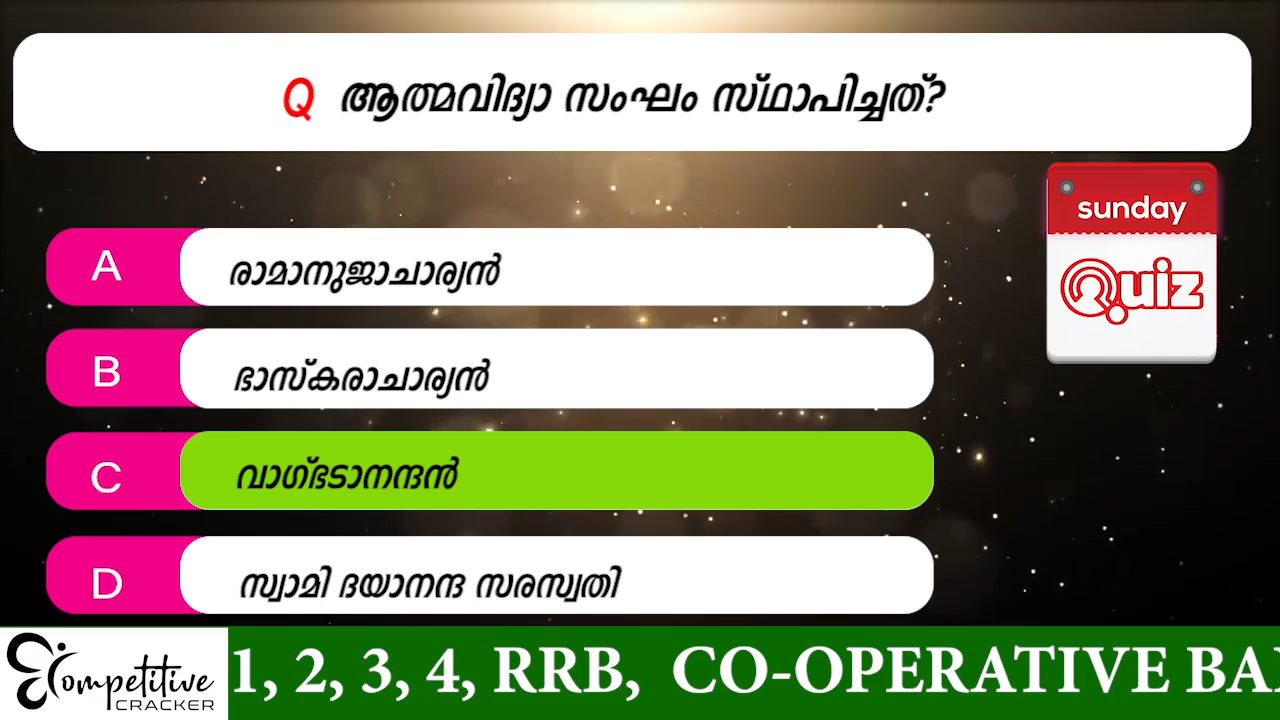 Q ആത്മവിദ്യാ സംഘം സ്ഥാപിച്ചത്?
sunday
Quiz
A രാമാനുജാചാര്യൻ
B ഭാസ്കരാചാര്യൻ
C വാഗ്ഭടാനന്ദൻ
D സ്വാമി ദയാനന്ദ സരസ്വതി
Competitive
CRACKER
1, 2, 3, 4, RRB, CO-OPERATIVE